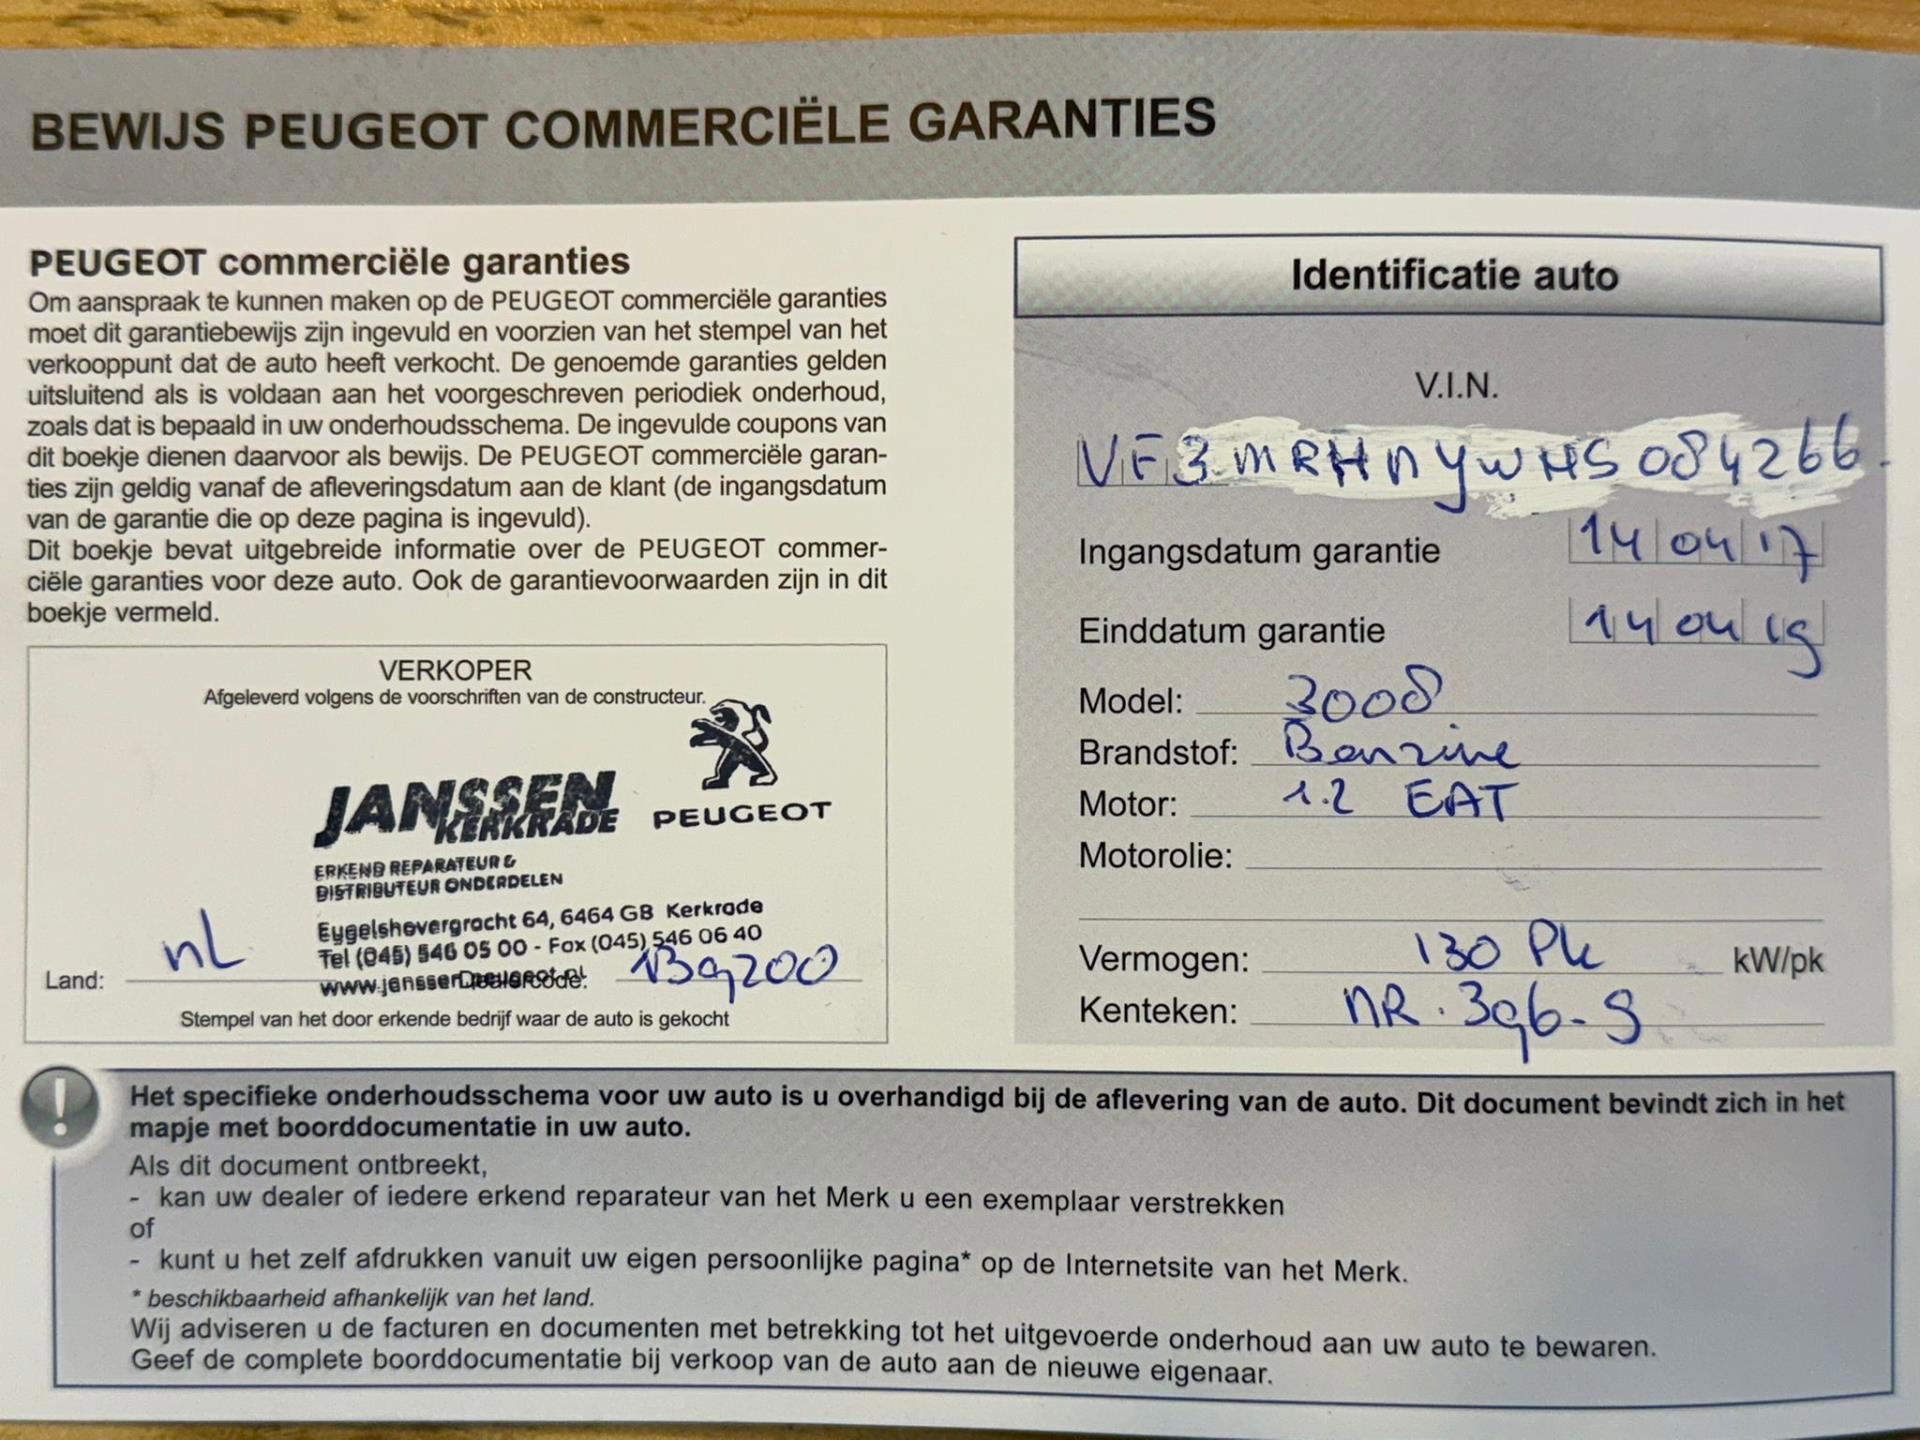 BEWIJS PEUGEOT COMMERCIËLE GARANTIES
PEUGEOT commerciële garanties
Om aanspraak te kunnen maken op de PEUGEOT commerciële garanties
moet dit garantiebewijs zijn ingevuld en voorzien van het stempel van het
verkooppunt dat de auto heeft verkocht. De genoemde garanties gelden
uitsluitend als is voldaan aan het voorgeschreven periodiek onderhoud,
zoals dat is bepaald in uw onderhoudsschema. De ingevulde coupons van
dit boekje dienen daarvoor als bewijs. De PEUGEOT commerciële garan-
ties zijn geldig vanaf de afleveringsdatum aan de klant (de ingangsdatum
van de garantie die op deze pagina is ingevuld).
Dit boekje bevat uitgebreide informatie over de PEUGEOT commer-
ciële garanties voor deze auto. Ook de garantievoorwaarden zijn in dit
boekje vermeld.
VERKOPER
Afgeleverd volgens de voorschriften van de constructeur.
JANSSEN
KERKRADE
PEUGEOT
ERKEND REPARATEUR &
DISTRIBUTEUR ONDERDELEN
Eygelshovergracht 64, 6464 GB Kerkrade
Tel (045) 546 05 00 - Fax (045) 546 06 40
www.janssenpeugeot.nl
Land: nL Dealercode: 139200
Stempel van het door erkende bedrijf waar de auto is gekocht
Identificatie auto
V.I.N.
VF3MRHNYWHS084266
Ingangsdatum garantie 14 04 17
Einddatum garantie 14 04 19
Model: 3008
Brandstof: Benzine
Motor: 1.2 EAT
Motorolie:
Vermogen: 130 Pk kW/pk
Kenteken: NR.396-S
Het specifieke onderhoudsschema voor uw auto is u overhandigd bij de aflevering van de auto. Dit document bevindt zich in het
mapje met boorddocumentatie in uw auto.
Als dit document ontbreekt,
- kan uw dealer of iedere erkend reparateur van het Merk u een exemplaar verstrekken
of
- kunt u het zelf afdrukken vanuit uw eigen persoonlijke pagina* op de Internetsite van het Merk.
* beschikbaarheid afhankelijk van het land.
Wij adviseren u de facturen en documenten met betrekking tot het uitgevoerde onderhoud aan uw auto te bewaren.
Geef de complete boorddocumentatie bij verkoop van de auto aan de nieuwe eigenaar.